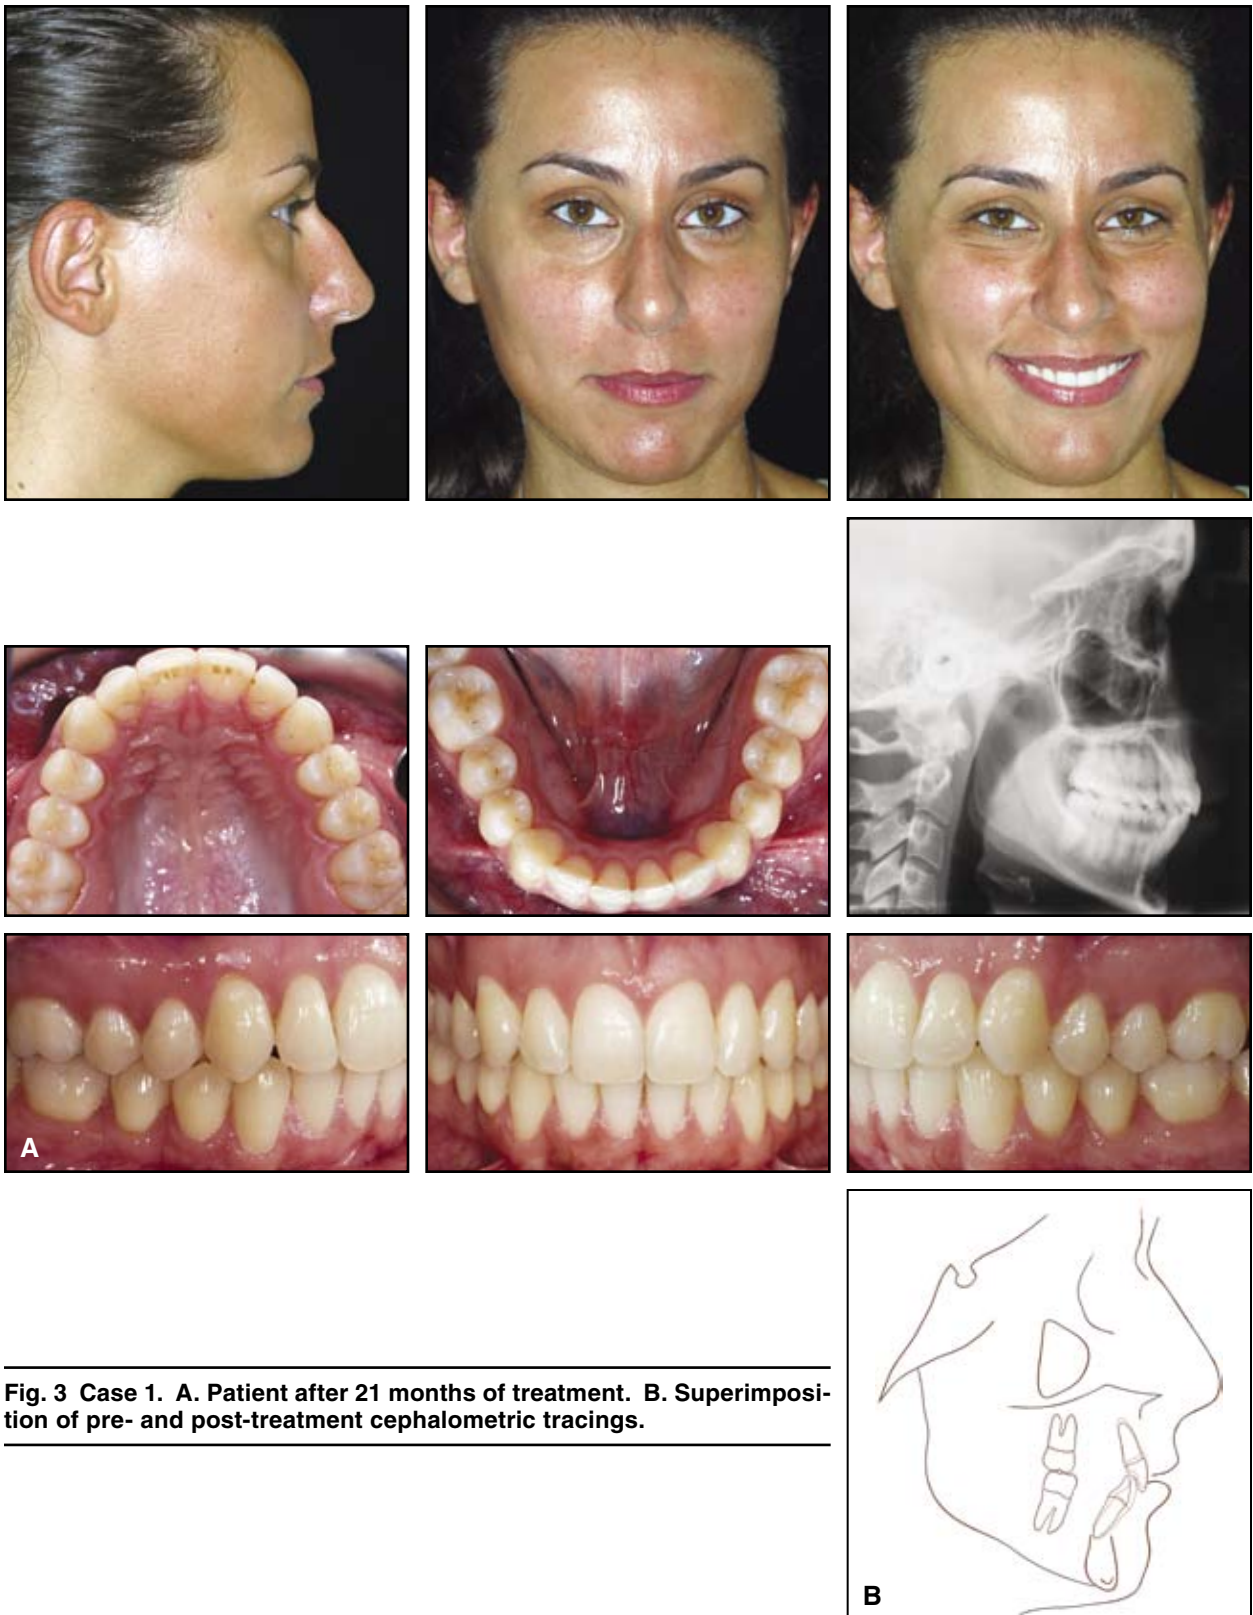 A
Fig. 3 Case 1. A. Patient after 21 months of treatment. B. Superimposi-
tion of pre- and post-treatment cephalometric tracings.
B